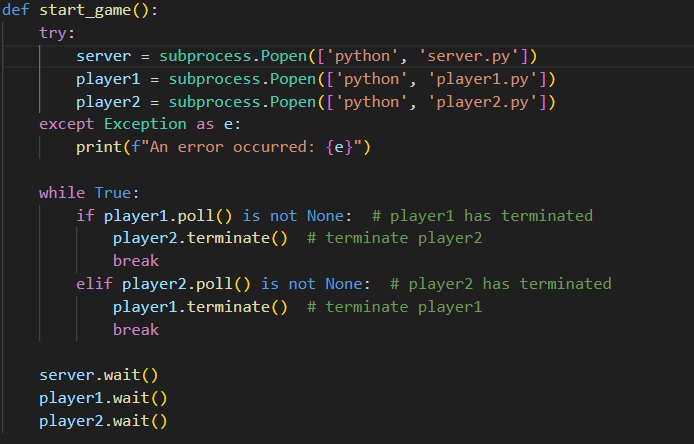 def start_game():
    try:
        server = subprocess.Popen(['python', 'server.py'])
        player1 = subprocess.Popen(['python', 'player1.py'])
        player2 = subprocess.Popen(['python', 'player2.py'])
    except Exception as e:
        print(f"An error occurred: {e}")

    while True:
        if player1.poll() is not None:  # player1 has terminated
            player2.terminate()  # terminate player2
            break
        elif player2.poll() is not None:  # player2 has terminated
            player1.terminate()  # terminate player1
            break

    server.wait()
    player1.wait()
    player2.wait()